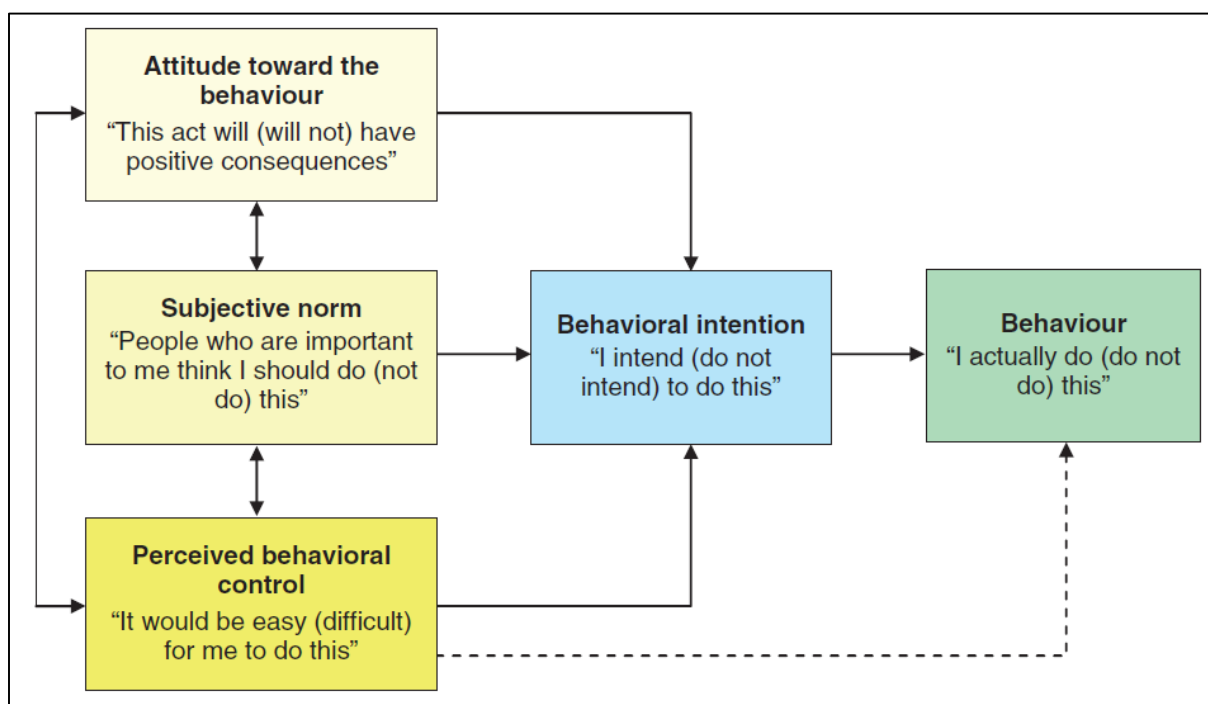 Attitude toward the
behaviour
“This act will (will not) have
positive consequences”
Subjective norm
“People who are important
to me think I should do (not
do) this”
Behavioral intention
“I intend (do not
intend) to do this”
Behaviour
“I actually do (do not
do) this”
Perceived behavioral
control
“It would be easy (difficult)
for me to do this”